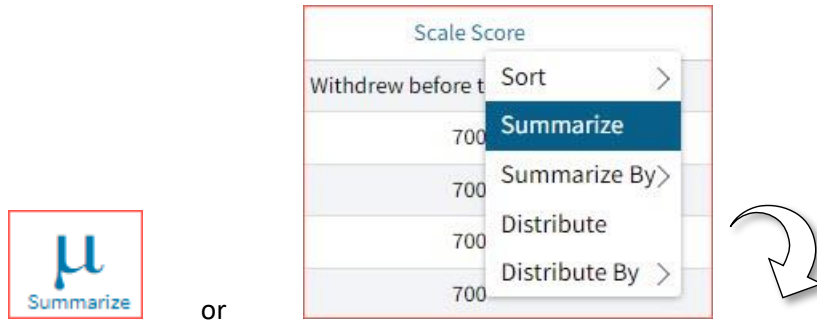 Scale Score
Withdrew before t
Sort >
700
Summarize
700
Summarize By>
700
Distribute
700
Distribute By >
μ
Summarize
or